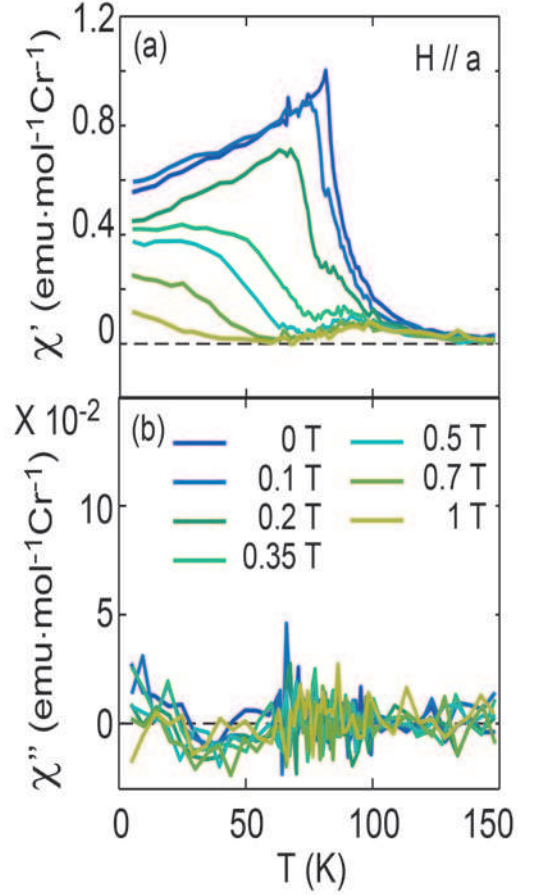 1.2
(a)
H // a
0.8
0.4
0
χ' (emu·mol⁻¹Cr⁻¹)
X 10⁻²
(b)
0 T
0.5 T
0.1 T
0.7 T
0.2 T
1 T
0.35 T
10
5
0
χ" (emu·mol⁻¹Cr⁻¹)
0 50 100 150
T (K)